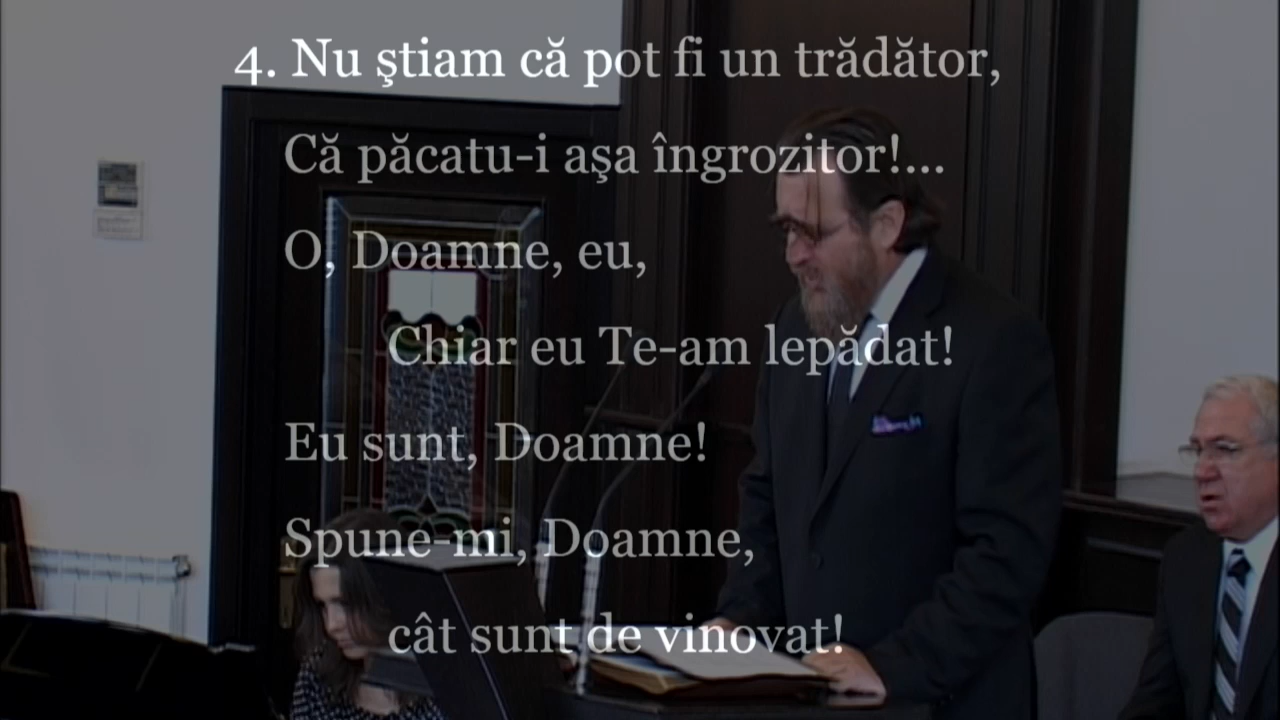 4. Nu ştiam că pot fi un trădător,
Că păcatu-i aşa îngrozitor!...
O, Doamne, eu,
Chiar eu Te-am lepădat!
Eu sunt, Doamne!
Spune-mi, Doamne,
cât sunt de vinovat!